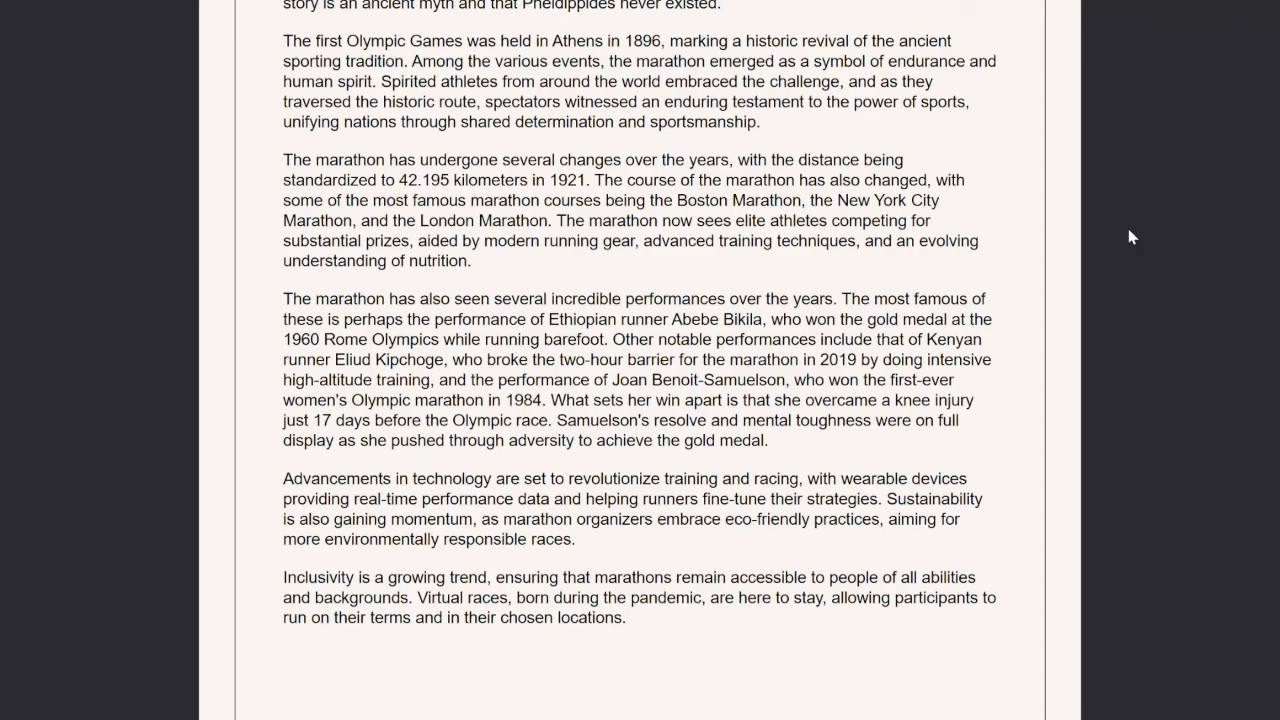 story is an ancient myth and that Pheidippides never existed.
The first Olympic Games was held in Athens in 1896, marking a historic revival of the ancient
sporting tradition. Among the various events, the marathon emerged as a symbol of endurance and
human spirit. Spirited athletes from around the world embraced the challenge, and as they
traversed the historic route, spectators witnessed an enduring testament to the power of sports,
unifying nations through shared determination and sportsmanship.
The marathon has undergone several changes over the years, with the distance being
standardized to 42.195 kilometers in 1921. The course of the marathon has also changed, with
some of the most famous marathon courses being the Boston Marathon, the New York City
Marathon, and the London Marathon. The marathon now sees elite athletes competing for
substantial prizes, aided by modern running gear, advanced training techniques, and an evolving
understanding of nutrition.
The marathon has also seen several incredible performances over the years. The most famous of
these is perhaps the performance of Ethiopian runner Abebe Bikila, who won the gold medal at the
1960 Rome Olympics while running barefoot. Other notable performances include that of Kenyan
runner Eliud Kipchoge, who broke the two-hour barrier for the marathon in 2019 by doing intensive
high-altitude training, and the performance of Joan Benoit-Samuelson, who won the first-ever
women's Olympic marathon in 1984. What sets her win apart is that she overcame a knee injury
just 17 days before the Olympic race. Samuelson's resolve and mental toughness were on full
display as she pushed through adversity to achieve the gold medal.
Advancements in technology are set to revolutionize training and racing, with wearable devices
providing real-time performance data and helping runners fine-tune their strategies. Sustainability
is also gaining momentum, as marathon organizers embrace eco-friendly practices, aiming for
more environmentally responsible races.
Inclusivity is a growing trend, ensuring that marathons remain accessible to people of all abilities
and backgrounds. Virtual races, born during the pandemic, are here to stay, allowing participants to
run on their terms and in their chosen locations.